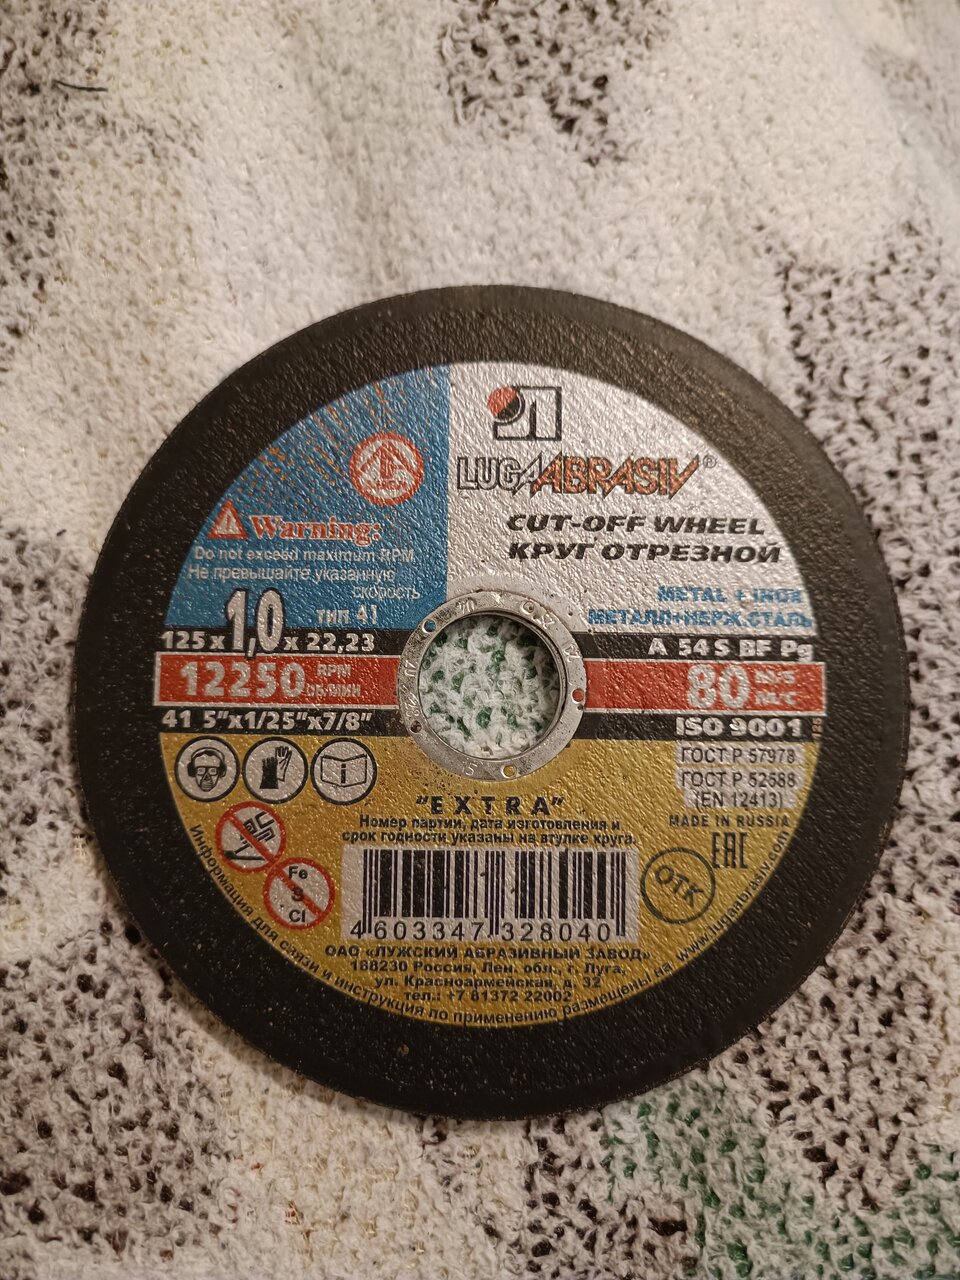 Л
LUGAABRASIV®
CUT-OFF WHEEL
КРУГ ОТРЕЗНОЙ
METAL + INOX
МЕТАЛЛ+НЕРЖ.СТАЛЬ
Warning:
Do not exceed maximum RPM
Не превышайте указанную
скорость
тип 41
125 x 1,0 x 22,23
A 54 S BF Pg
12250 RPM
об/мин
80
41 5"x1/25"x7/8"
ISO 9001
ГОСТ Р 57978
ГОСТ Р 52588
(EN 12413)
MADE IN RUSSIA
EAC
ОТК
"EXTRA"
Номер партии, дата изготовления и
срок годности указаны на втулке круга.
Fe
S
Cl
4 603347 328040
ОАО «ЛУЖСКИЙ АБРАЗИВНЫЙ ЗАВОД»
188230 Россия, Лен. обл., г. Луга,
ул. Красноармейская, д. 32
тел.: +7 81372 22002
Информация для связи и инструкция по применению размещены на www.lugaabrasiv.com